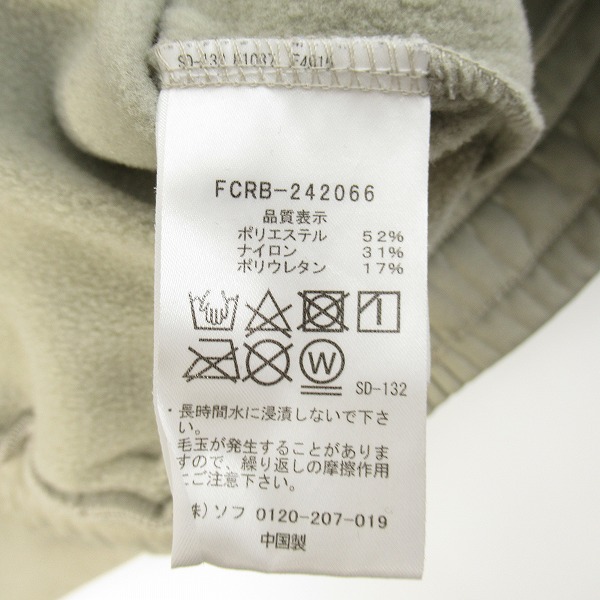 SD-132
FCRB-242066
品質表示
ポリエステル 52%
ナイロン 31%
ポリウレタン 17%
W
SD-132
・長時間水に浸漬しないで下さ
い。
毛玉が発生することがありま
すので、繰り返しの摩擦作用
にご注意下さい。
株)ソフ 0120-207-019
中国製